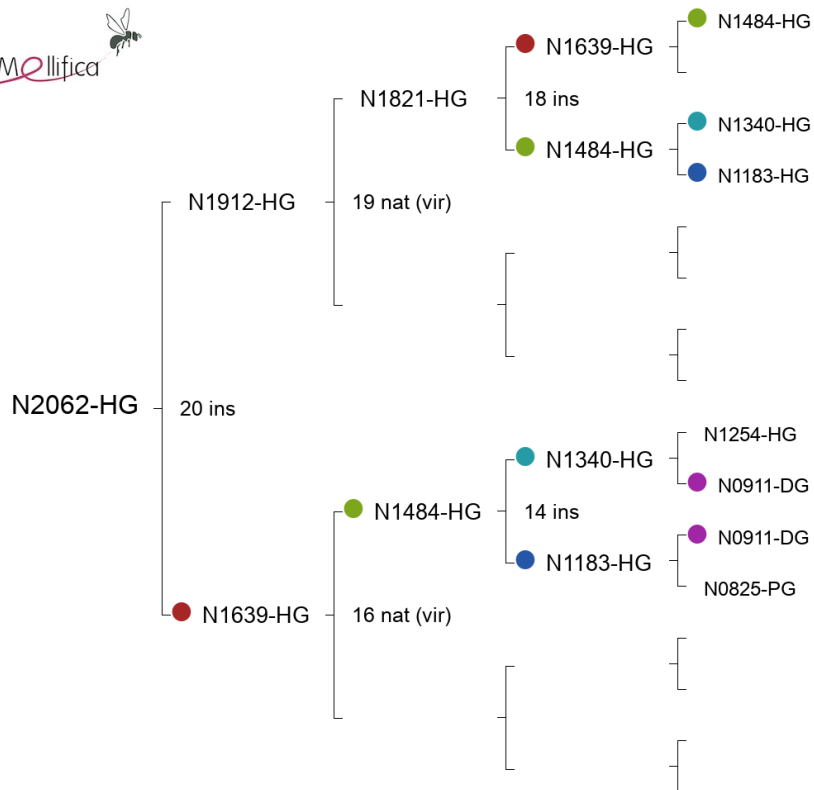 Mellifica
N1484-HG
N1639-HG
N1821-HG
18 ins
N1340-HG
N1484-HG
N1183-HG
N1912-HG
19 nat (vir)
N2062-HG
20 ins
N1254-HG
N1340-HG
N0911-DG
N1484-HG
14 ins
N0911-DG
N1183-HG
N0825-PG
N1639-HG
16 nat (vir)